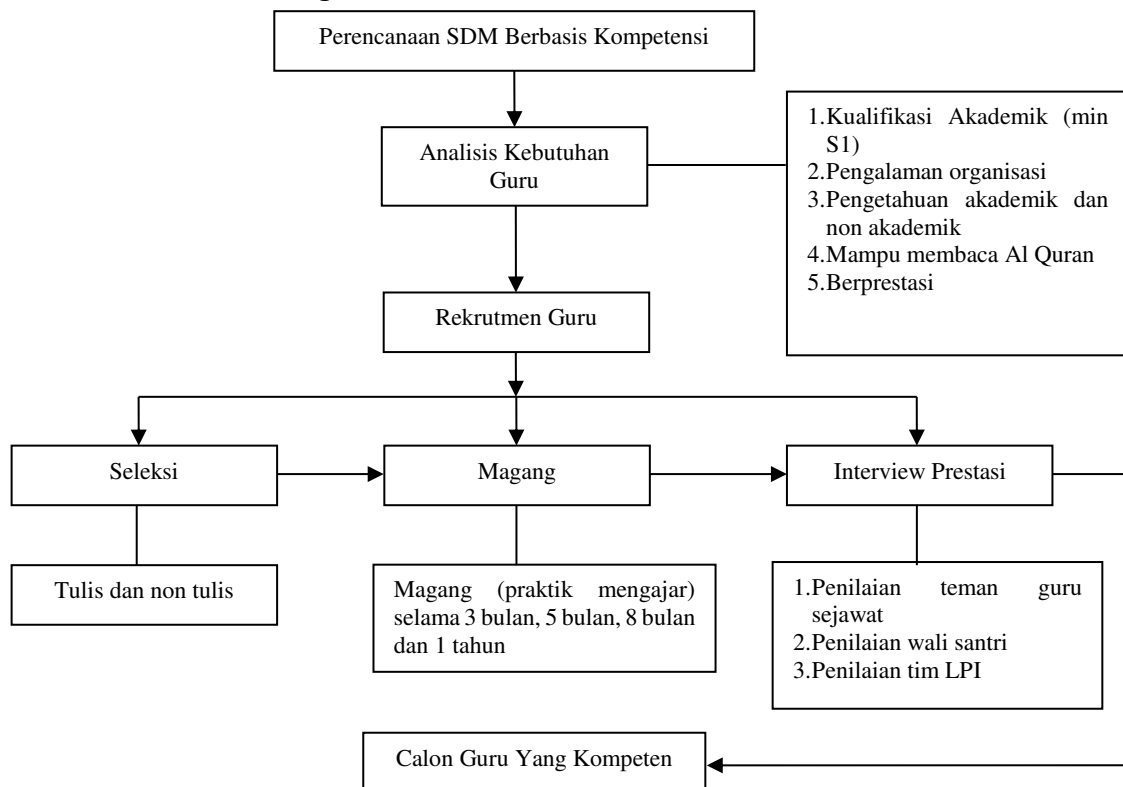 Perencanaan SDM Berbasis Kompetensi
Analisis Kebutuhan
Guru
1.Kualifikasi Akademik (min
S1)
2.Pengalaman organisasi
3.Pengetahuan akademik dan
non akademik
4.Mampu membaca Al Quran
5.Berprestasi
Rekrutmen Guru
Seleksi
Magang
Interview Prestasi
Tulis dan non tulis
Magang (praktik mengajar)
selama 3 bulan, 5 bulan, 8 bulan
dan 1 tahun
1.Penilaian teman guru
sejawat
2.Penilaian wali santri
3.Penilaian tim LPI
Calon Guru Yang Kompeten